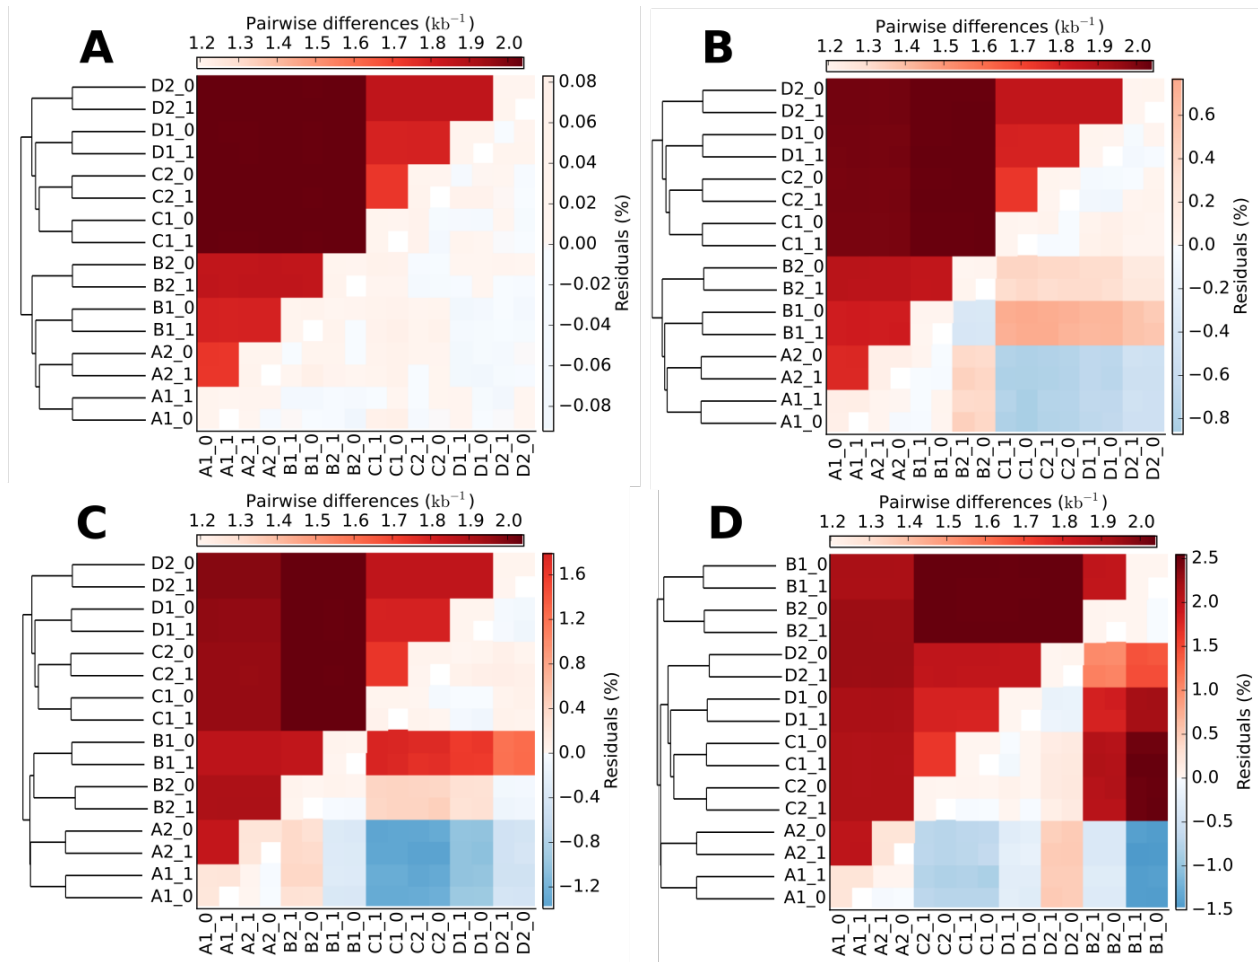 A
Pairwise differences (kb⁻¹)
1.2 1.3 1.4 1.5 1.6 1.7 1.8 1.9 2.0
D2_0
D2_1
D1_0
D1_1
C2_0
C2_1
C1_0
C1_1
B2_0
B2_1
B1_0
B1_1
A2_0
A2_1
A1_1
A1_0
A1_0 A1_1 A2_1 A2_0 B1_1 B1_0 B2_1 B2_0 C1_1 C1_0 C2_1 C2_0 D1_1 D1_0 D2_1 D2_0
0.08
0.06
0.04
0.02
0.00
−0.02
−0.04
−0.06
−0.08
Residuals (%)
B
Pairwise differences (kb⁻¹)
1.2 1.3 1.4 1.5 1.6 1.7 1.8 1.9 2.0
D2_0
D2_1
D1_0
D1_1
C2_0
C2_1
C1_0
C1_1
B2_0
B2_1
B1_0
B1_1
A2_0
A2_1
A1_1
A1_0
A1_0 A1_1 A2_1 A2_0 B1_1 B1_0 B2_1 B2_0 C1_1 C1_0 C2_1 C2_0 D1_1 D1_0 D2_1 D2_0
0.6
0.4
0.2
0.0
−0.2
−0.4
−0.6
−0.8
Residuals (%)
C
Pairwise differences (kb⁻¹)
1.2 1.3 1.4 1.5 1.6 1.7 1.8 1.9 2.0
D2_0
D2_1
D1_0
D1_1
C2_0
C2_1
C1_0
C1_1
B1_0
B1_1
B2_0
B2_1
A2_0
A2_1
A1_1
A1_0
A1_0 A1_1 A2_1 A2_0 B2_1 B2_0 B1_1 B1_0 C1_1 C1_0 C2_1 C2_0 D1_1 D1_0 D2_1 D2_0
1.6
1.2
0.8
0.4
0.0
−0.4
−0.8
−1.2
Residuals (%)
D
Pairwise differences (kb⁻¹)
1.2 1.3 1.4 1.5 1.6 1.7 1.8 1.9 2.0
B1_0
B1_1
B2_0
B2_1
D2_0
D2_1
D1_0
D1_1
C1_0
C1_1
C2_0
C2_1
A2_0
A2_1
A1_1
A1_0
A1_0 A1_1 A2_1 A2_0 C2_1 C2_0 C1_1 C1_0 D1_1 D1_0 D2_1 D2_0 B2_1 B2_0 B1_1 B1_0
2.5
2.0
1.5
1.0
0.5
0.0
−0.5
−1.0
−1.5
Residuals (%)